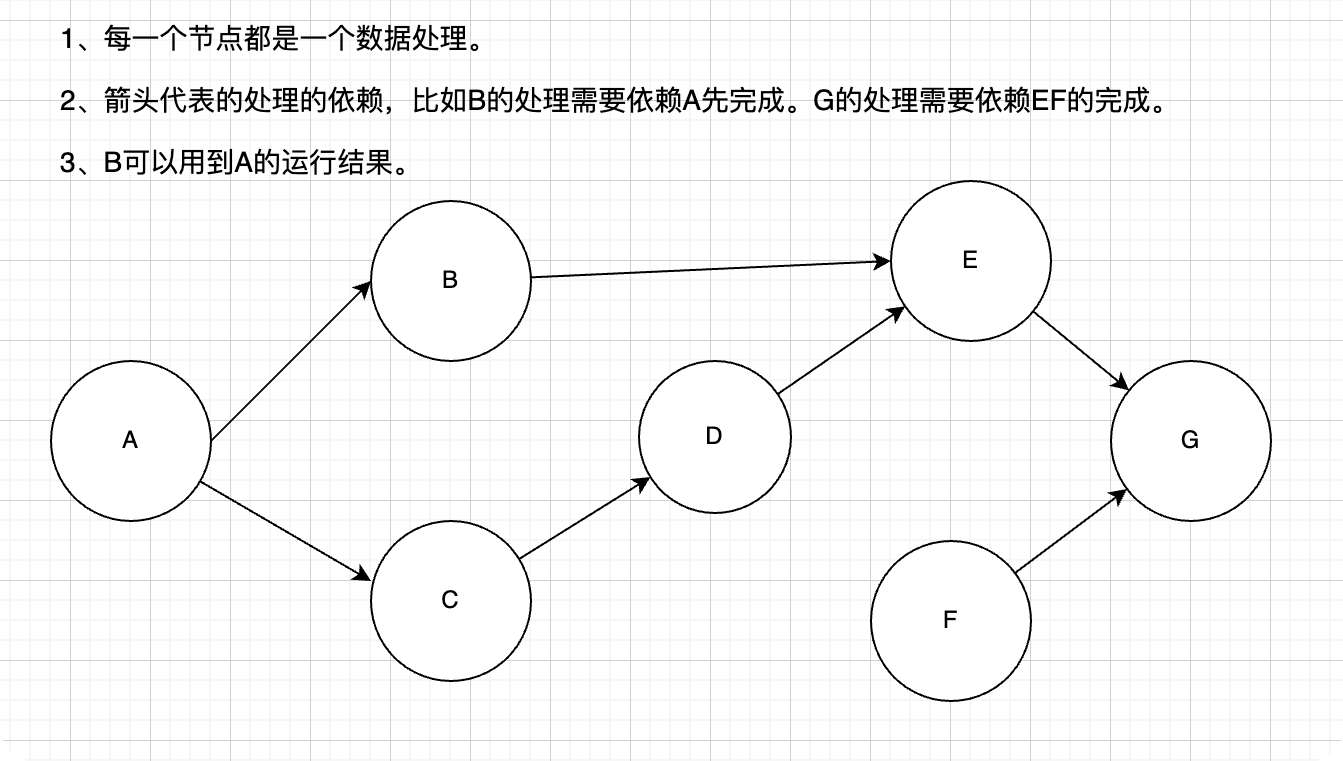 1、每一个节点都是一个数据处理。
2、箭头代表的处理的依赖，比如B的处理需要依赖A先完成。G的处理需要依赖EF的完成。
3、B可以用到A的运行结果。
E
B
D
A
G
C
F